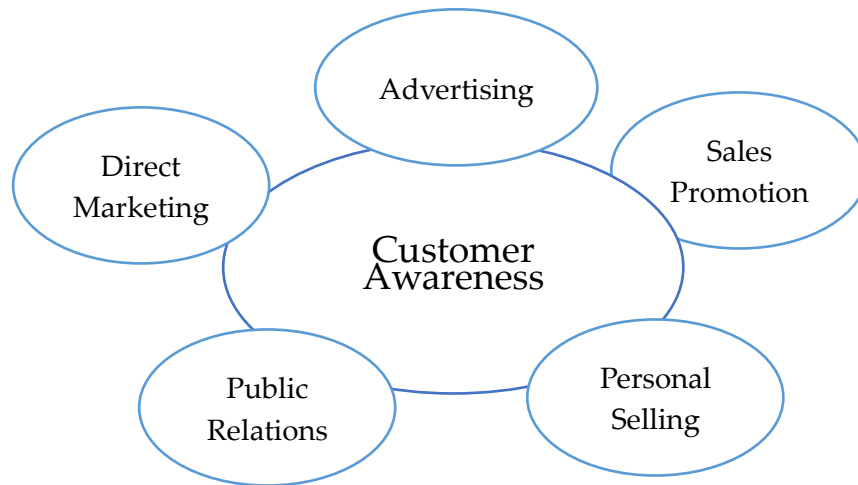 Advertising
Sales
Promotion
Direct
Marketing
Customer
Awareness
Personal
Selling
Public
Relations